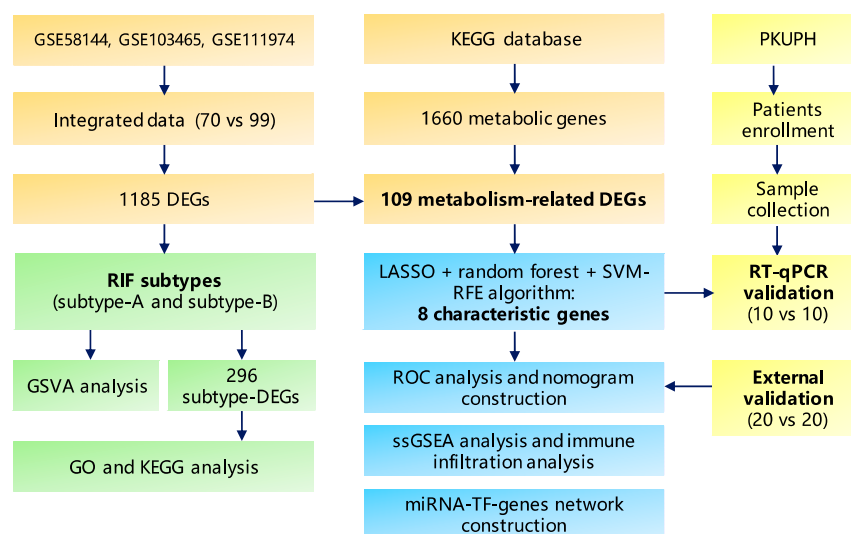 GSE58144, GSE103465, GSE111974
Integrated data (70 vs 99)
1185 DEGs
RIF subtypes
(subtype-A and subtype-B)
GSVA analysis
296
subtype-DEGs
GO and KEGG analysis
KEGG database
1660 metabolic genes
109 metabolism-related DEGs
LASSO + random forest + SVM-
RFE algorithm:
8 characteristic genes
ROC analysis and nomogram
construction
ssGSEA analysis and immune
infiltration analysis
miRNA-TF-genes network
construction
PKUPH
Patients
enrollment
Sample
collection
RT-qPCR
validation
(10 vs 10)
External
validation
(20 vs 20)